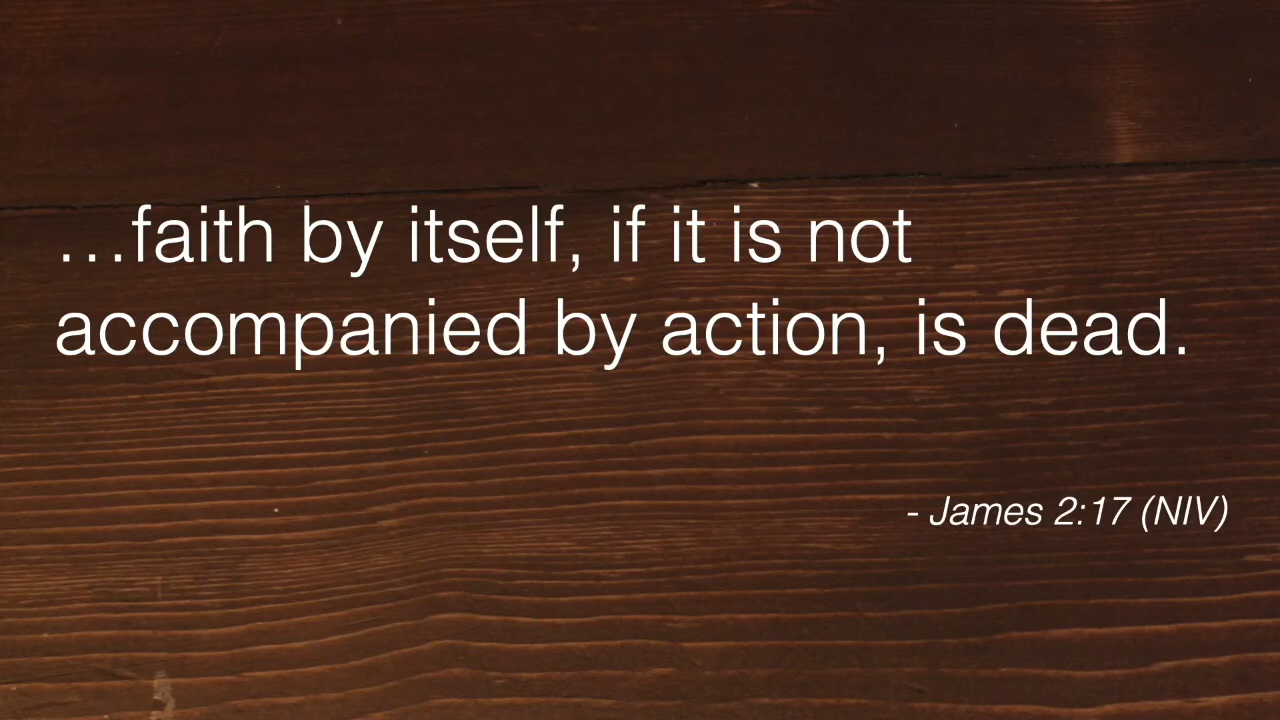 …faith by itself, if it is not
accompanied by action, is dead.
- James 2:17 (NIV)